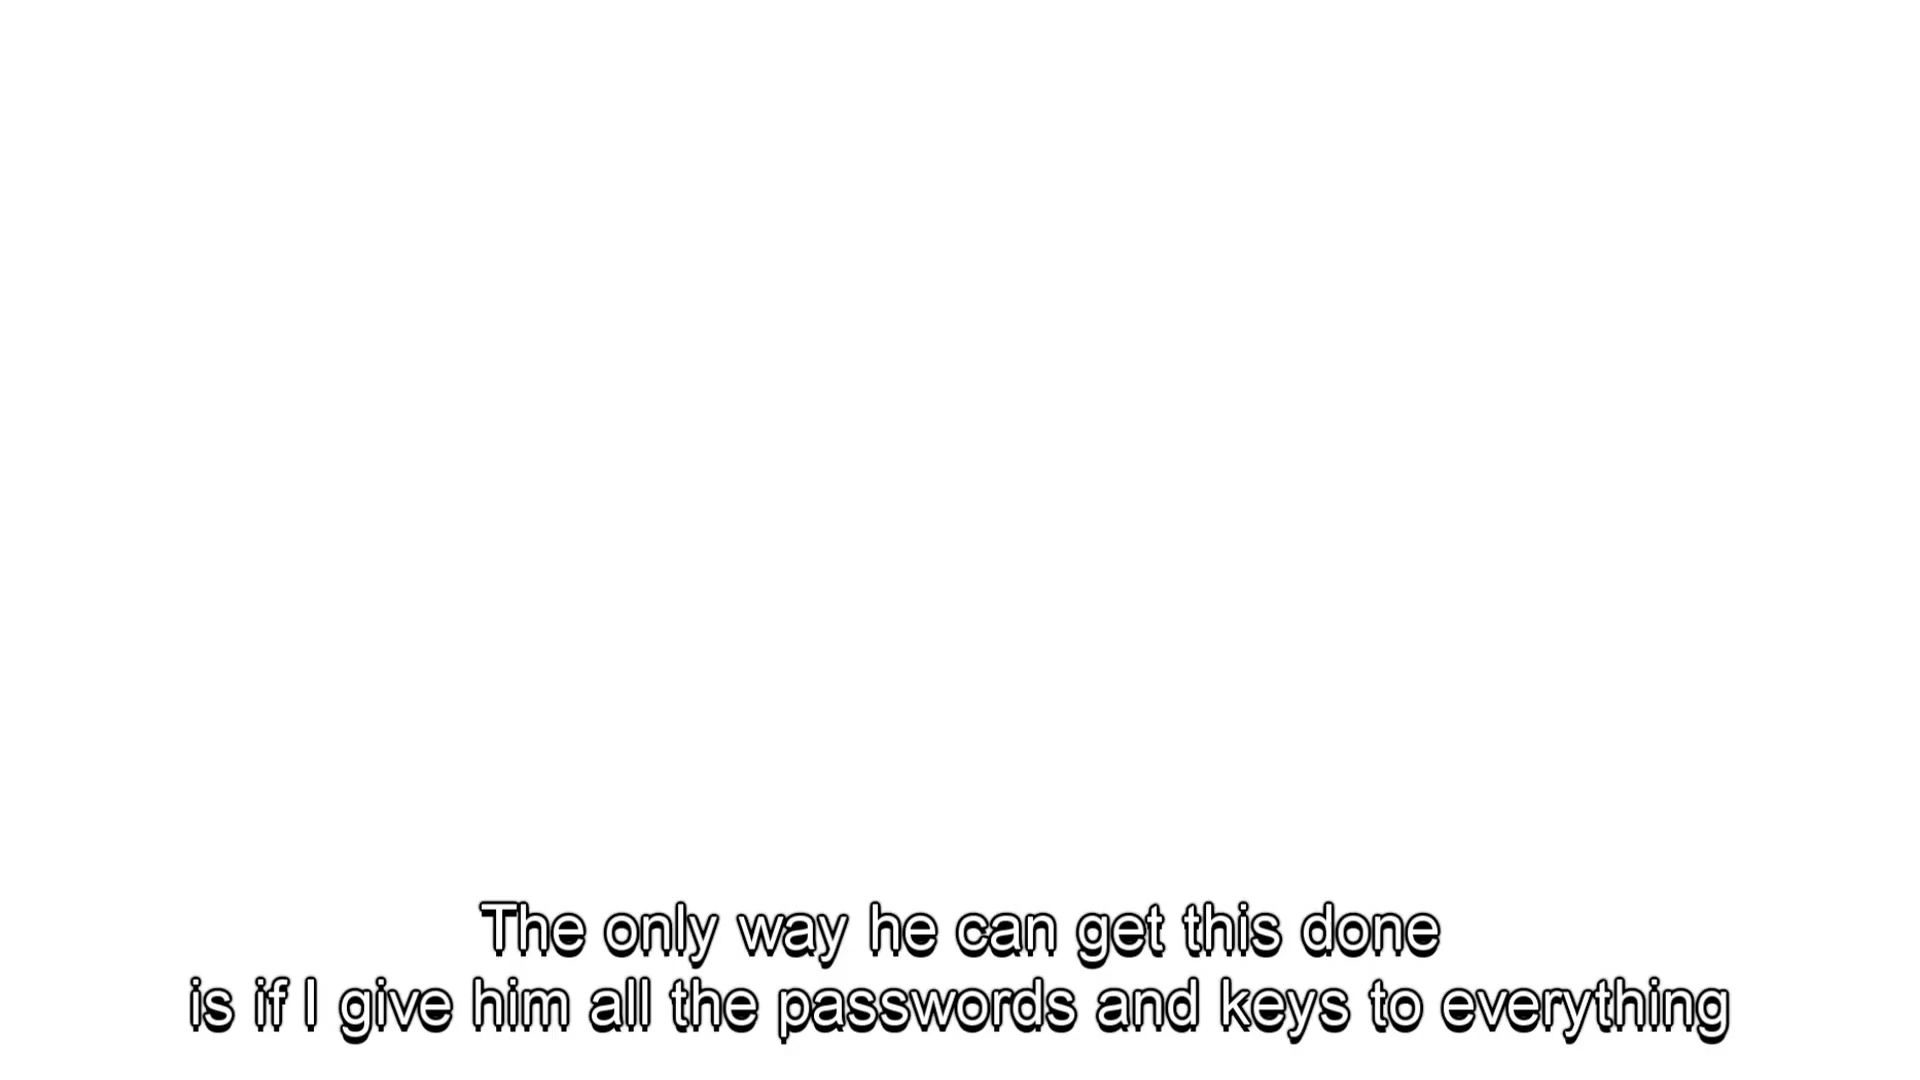 The only way he can get this done
is if I give him all the passwords and keys to everything